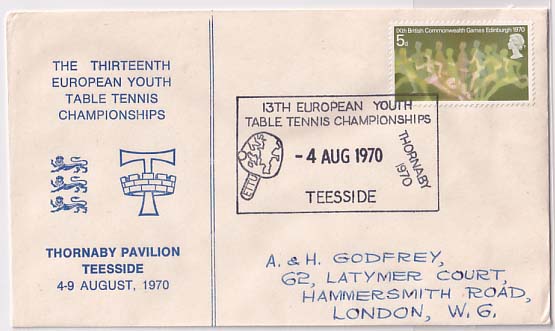 THE THIRTEENTH
EUROPEAN YOUTH
TABLE TENNIS
CHAMPIONSHIPS
THORNABY PAVILION
TEESSIDE
4-9 AUGUST, 1970
IXth British Commonwealth Games Edinburgh 1970
5d
13TH EUROPEAN YOUTH
TABLE TENNIS CHAMPIONSHIPS
- 4 AUG 1970
THORNABY
1970
ETTU
TEESSIDE
A. & H. GODFREY,
62, LATYMER COURT,
HAMMERSMITH ROAD,
LONDON, W. 6.